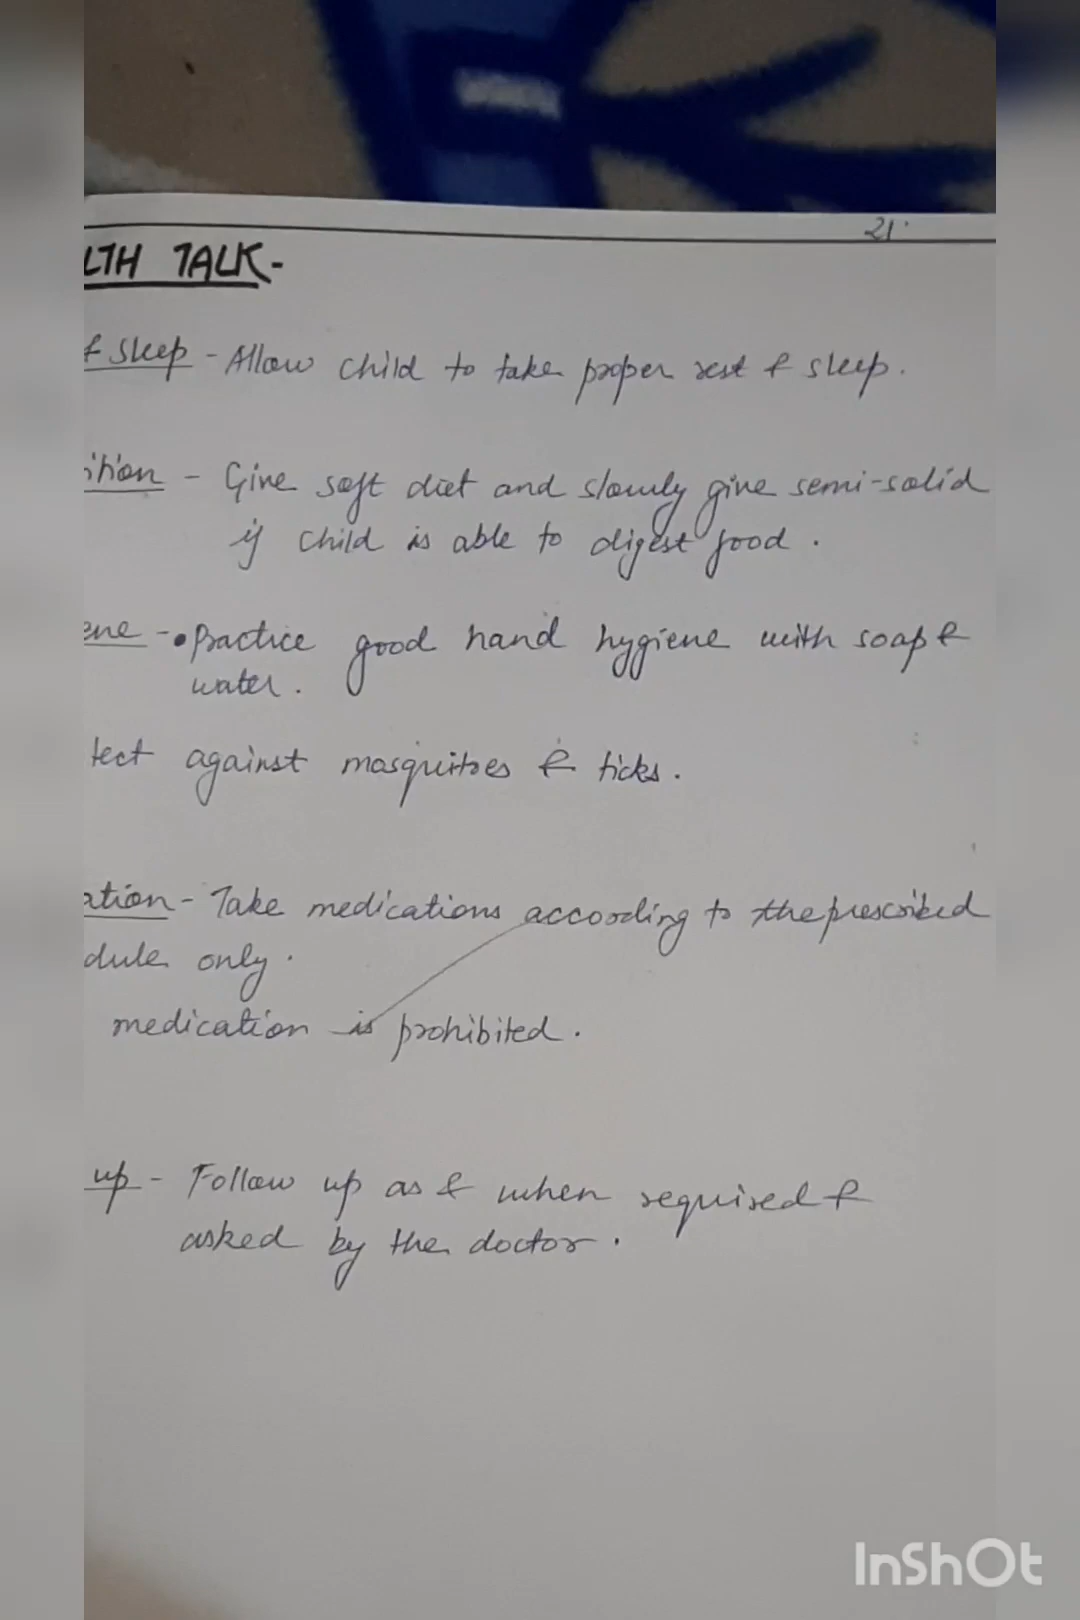 21.
LTH TALK-
& Sleep - Allow child to take proper rest & sleep.
ition - Give soft diet and slowly give semi-solid
if child is able to digest food.
ene - • Practice good hand hygiene with soap &
water.
tect against mosquitoes & ticks.
ation - Take medications according to the prescribed
dule only.
medication is prohibited.
up - Follow up as & when required &
asked by the doctor.
InShOt